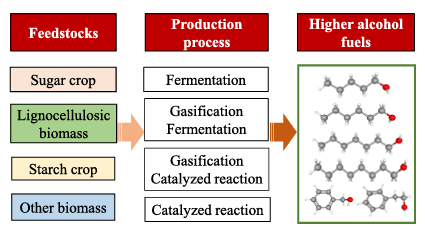 Feedstocks
Production
process
Higher alcohol
fuels
Sugar crop
Fermentation
Lignocellulosic
biomass
Gasification
Fermentation
Starch crop
Gasification
Catalyzed reaction
Other biomass
Catalyzed reaction